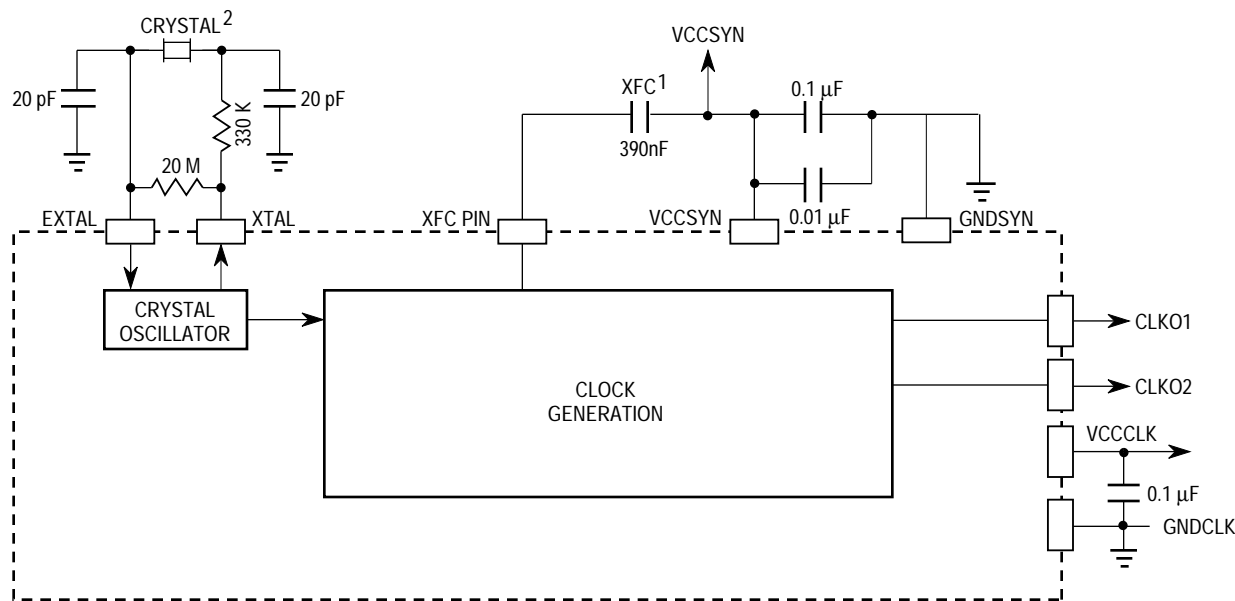 CRYSTAL2
VCCSYN
20 pF
330 K
20 pF
XFC1
0.1 µF
390nF
20 M
0.01 µF
EXTAL
XTAL
XFC PIN
VCCSYN
GNDSYN
CRYSTAL
OSCILLATOR
CLOCK
GENERATION
CLKO1
CLKO2
VCCCLK
0.1 µF
GNDCLK